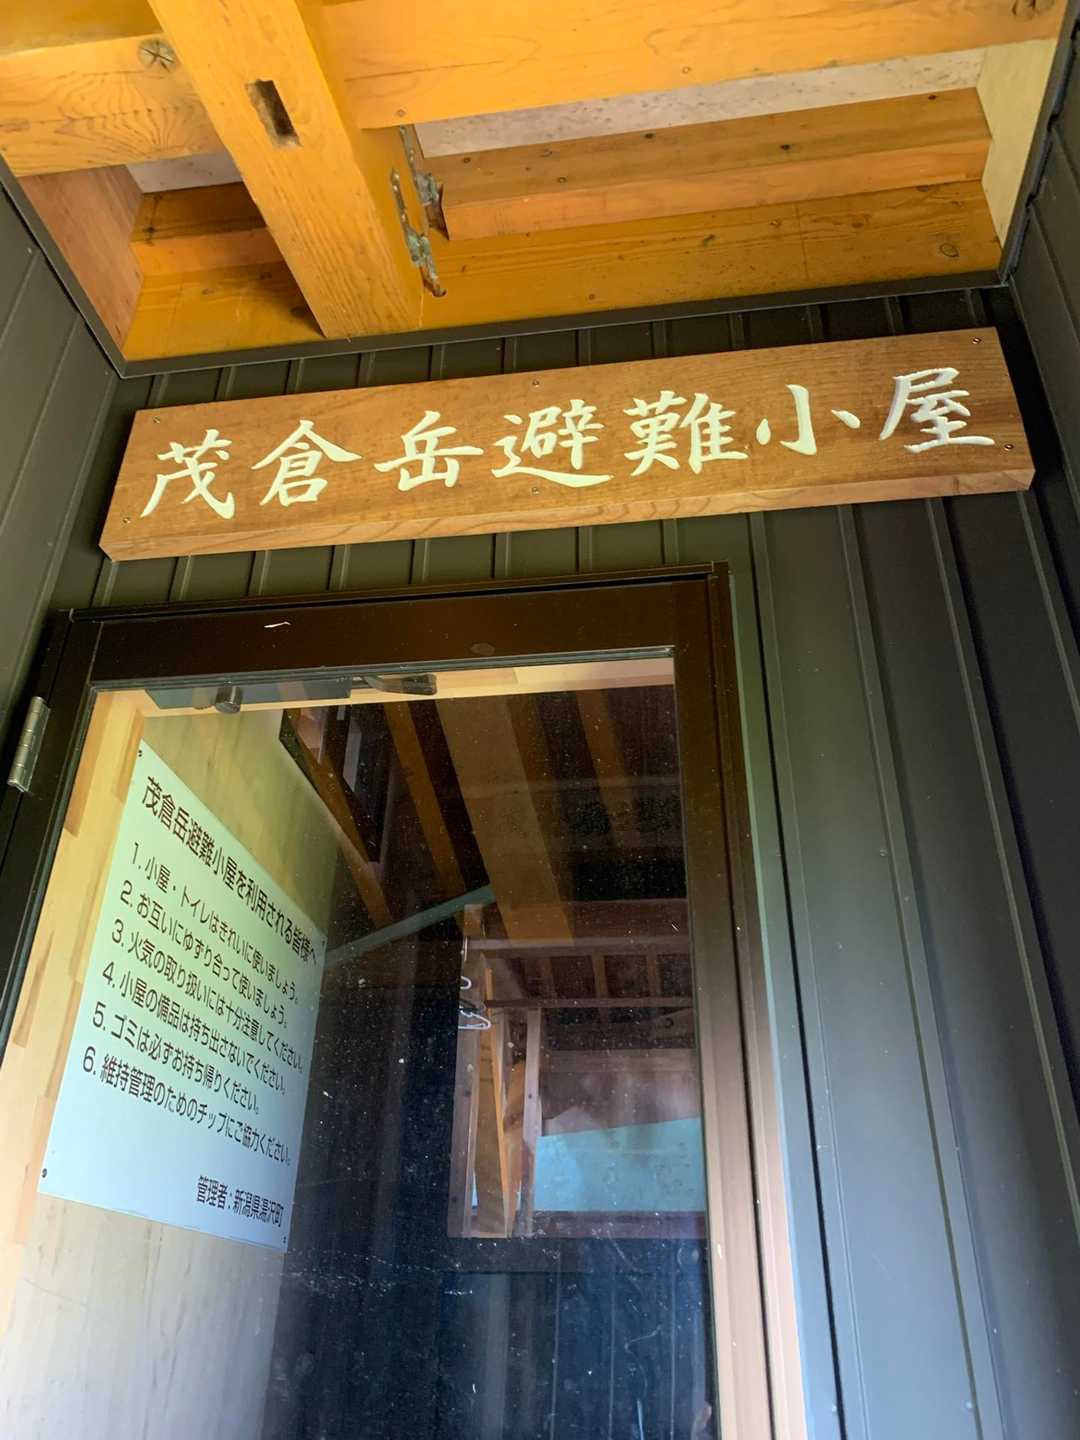 茂倉岳避難小屋
茂倉岳避難小屋を利用される皆様へ
1. 小屋・トイレはきれいに使いましょう。
2. お互いにゆずり合って使いましょう。
3. 火気の取り扱いには十分注意してください。
4. 小屋の備品は持ち出さないでください。
5. ゴミは必ずお持ち帰りください。
6. 維持管理のためのチップにご協力ください。
管理者 : 新潟県湯沢町